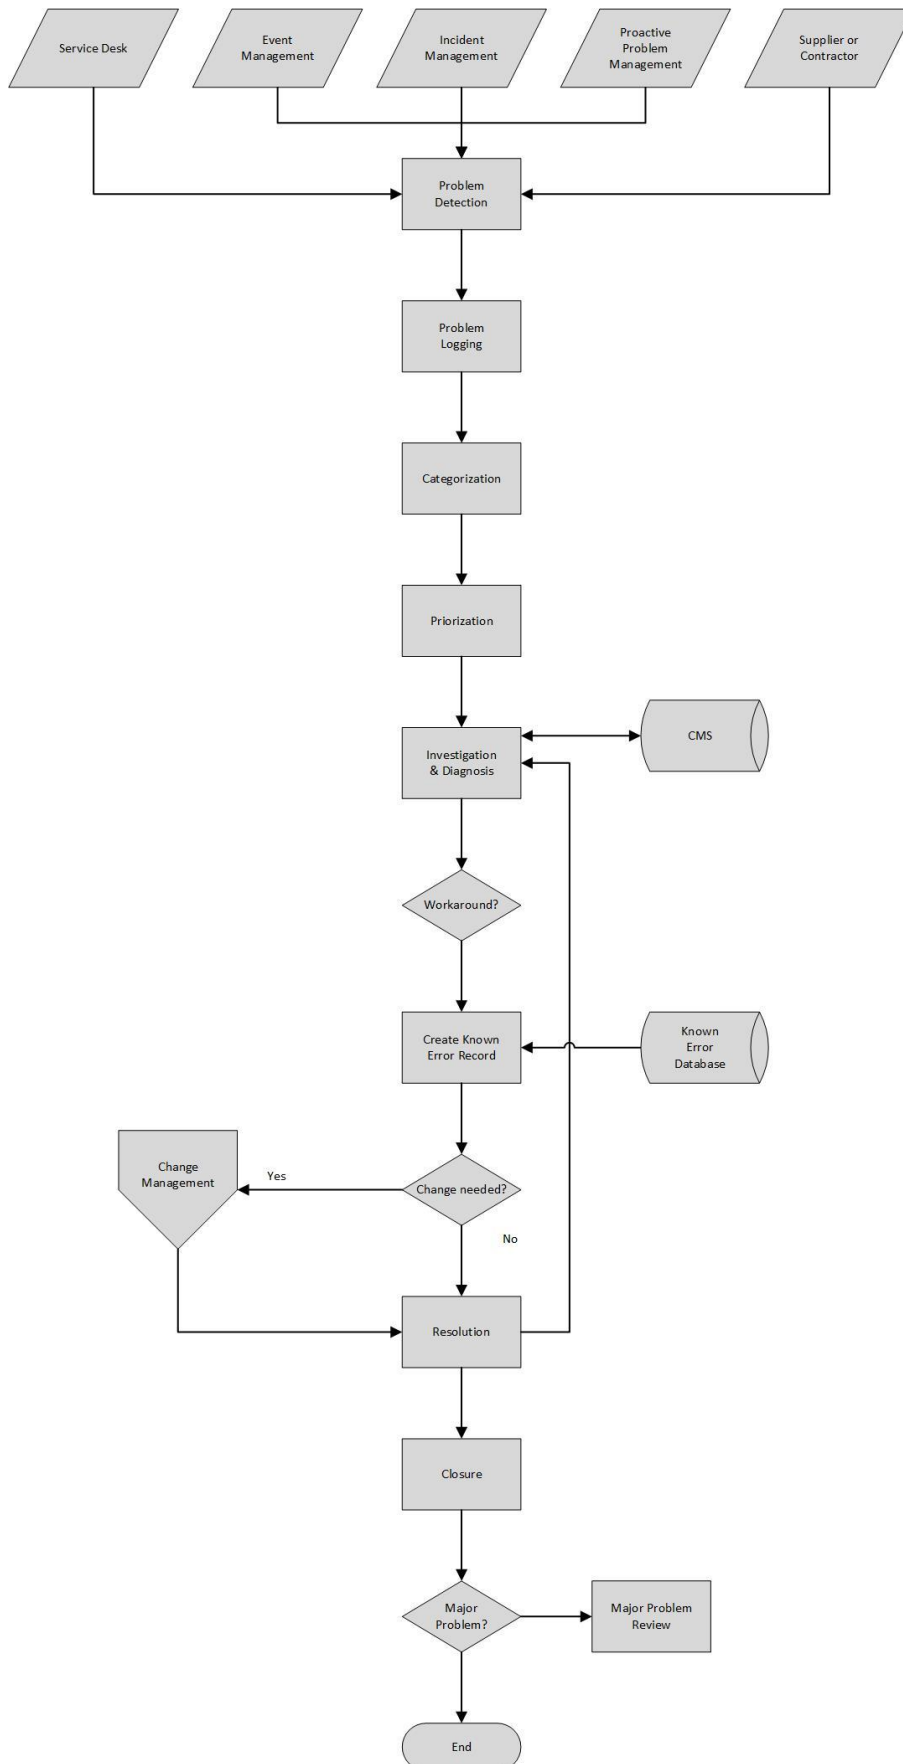 Service Desk
Event
Management
Incident
Management
Proactive
Problem
Management
Supplier or
Contractor
Problem
Detection
Problem
Logging
Categorization
Priorization
Investigation
& Diagnosis
CMS
Workaround?
Create Known
Error Record
Known
Error
Database
Change
Management
Yes
Change needed?
No
Resolution
Closure
Major
Problem?
Major Problem
Review
End